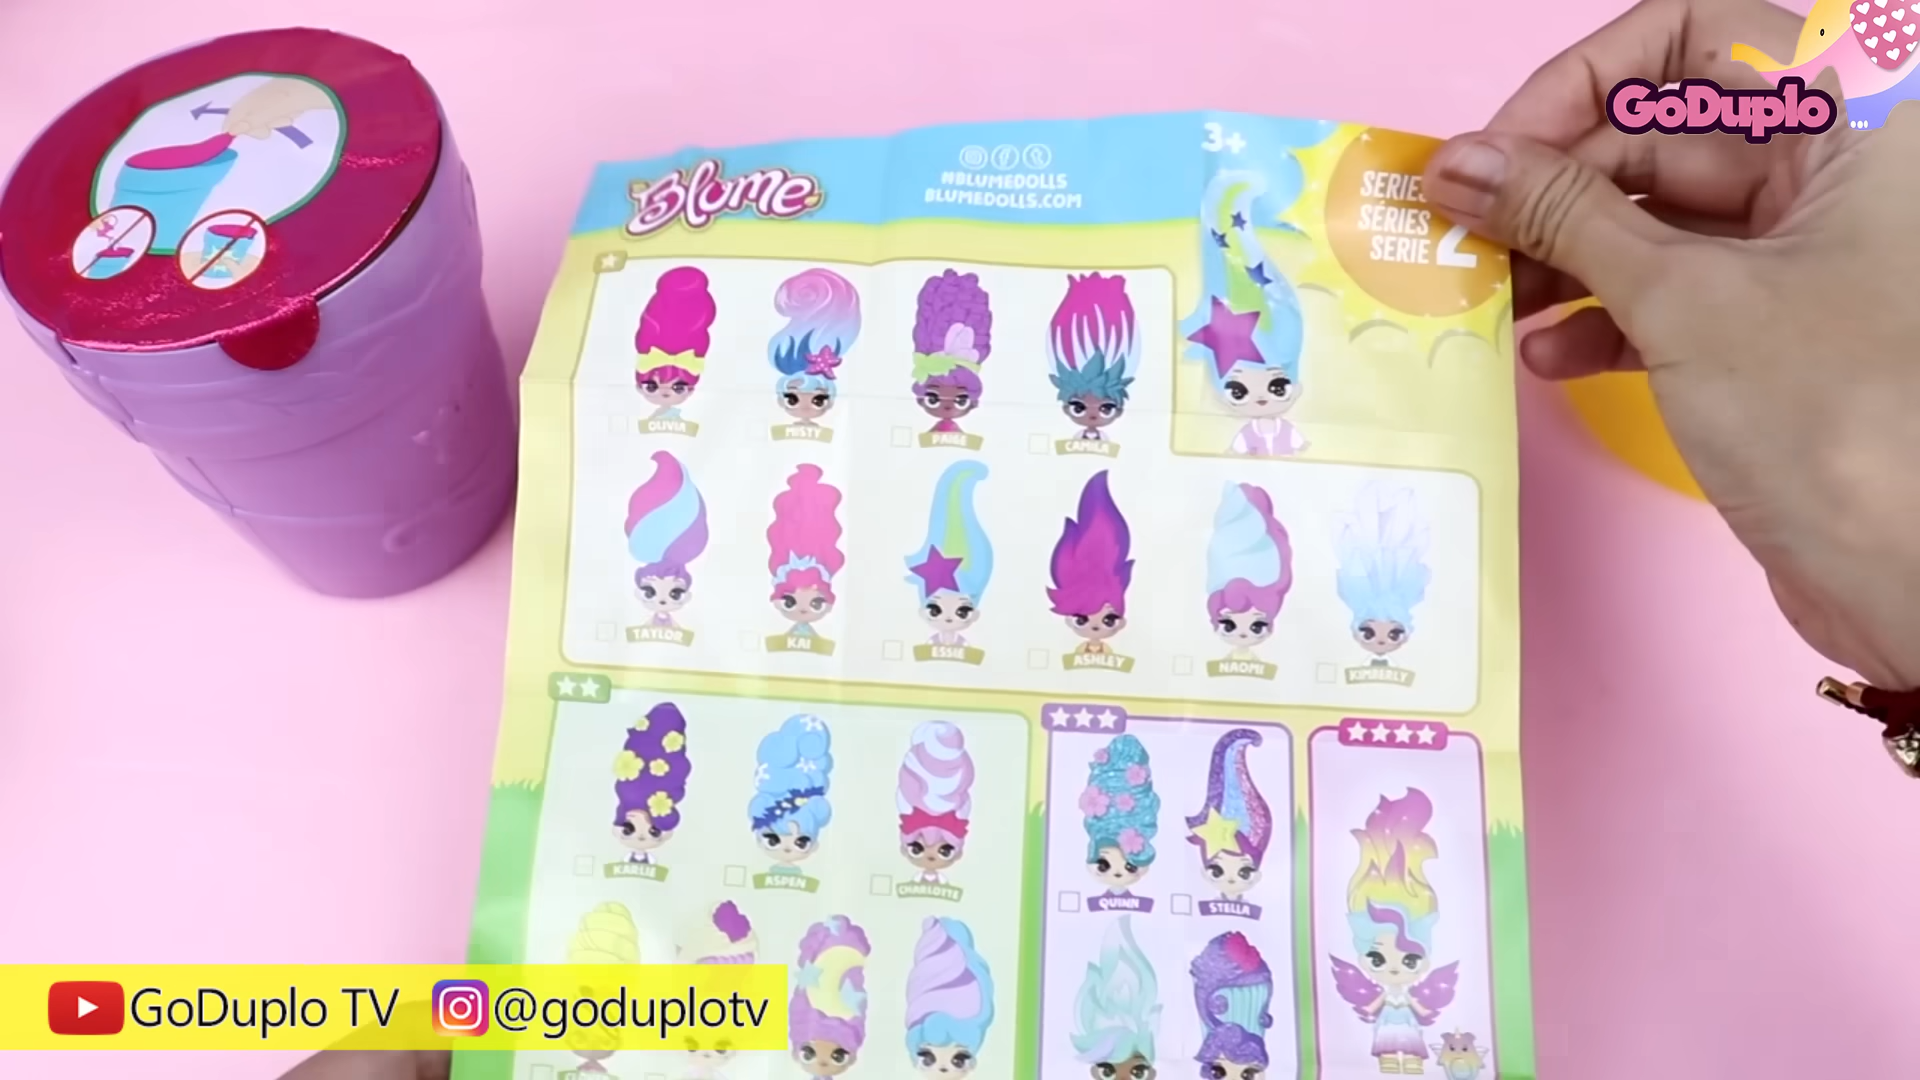 GoDuplo
3+
Blume
#BLUMEDOLLS
BLUMEDOLLS.COM
SERIES
SÉRIES
SERIE 2
OLIVIA
MISTY
PAIGE
CAMILA
TAYLOR
KAI
ESSIE
ASHLEY
NAOMI
KIMBERLY
KARLIE
ASPEN
CHARLOTTE
QUINN
STELLA
GoDuplo TV
@goduplotv